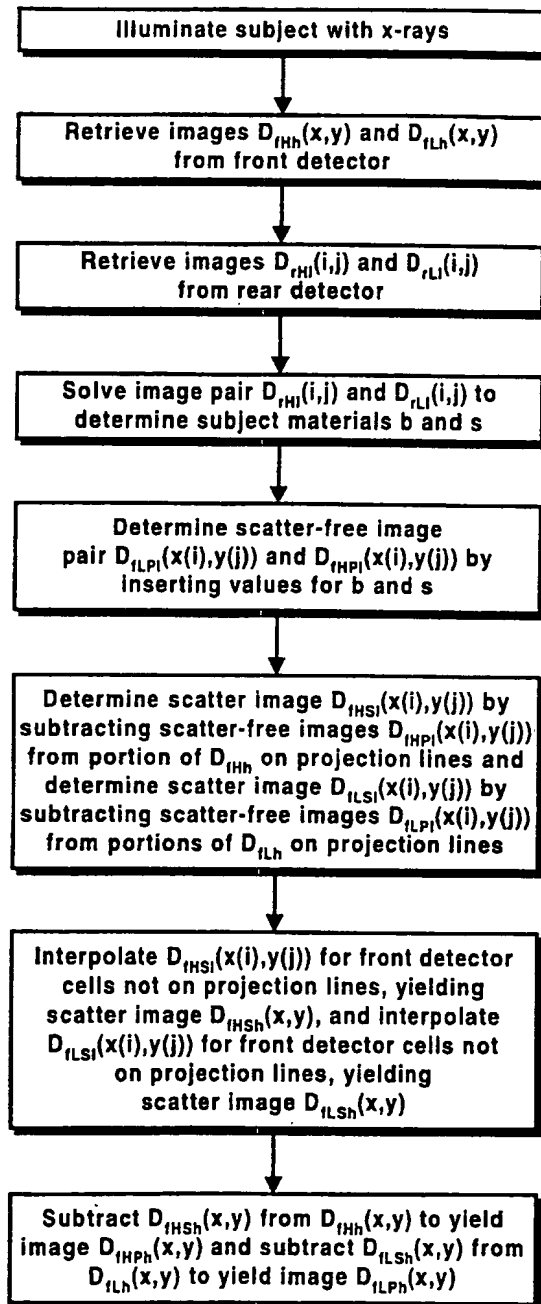 Illuminate subject with x-rays
Retrieve images D_fHh(x,y) and D_fLh(x,y)
from front detector
Retrieve images D_rHl(i,j) and D_rLl(i,j)
from rear detector
Solve image pair D_rHl(i,j) and D_rLl(i,j) to
determine subject materials b and s
Determine scatter-free image
pair D_fLPl(x(i),y(j)) and D_fHPl(x(i),y(j)) by
inserting values for b and s
Determine scatter image D_fHSl(x(i),y(j)) by
subtracting scatter-free images D_fHPl(x(i),y(j))
from portion of D_fHh on projection lines and
determine scatter image D_fLSl(x(i),y(j)) by
subtracting scatter-free images D_fLPl(x(i),y(j))
from portions of D_fLh on projection lines
Interpolate D_fHSl(x(i),y(j)) for front detector
cells not on projection lines, yielding
scatter image D_fHSh(x,y), and interpolate
D_fLSl(x(i),y(j)) for front detector cells not
on projection lines, yielding
scatter image D_fLSh(x,y)
Subtract D_fHSh(x,y) from D_fHh(x,y) to yield
image D_fHPh(x,y) and subtract D_fLSh(x,y) from
D_fLh(x,y) to yield image D_fLPh(x,y)